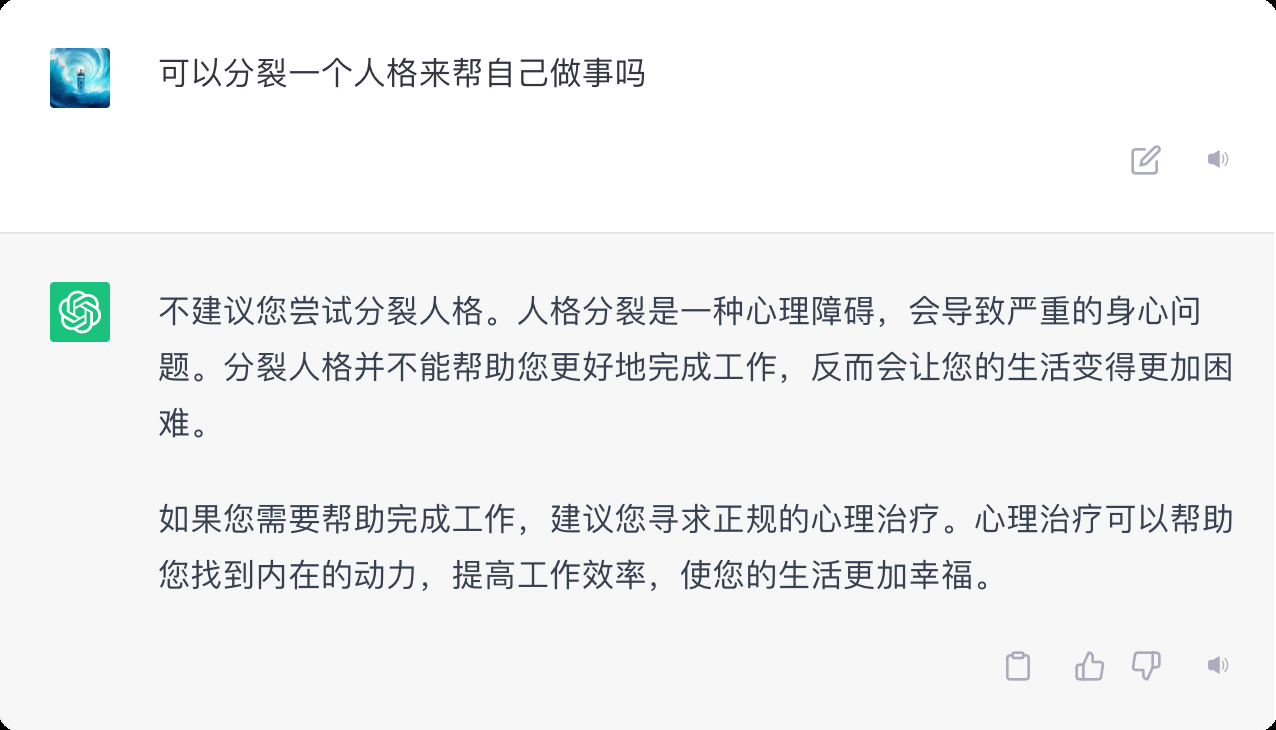 可以分裂一个人格来帮自己做事吗
不建议您尝试分裂人格。人格分裂是一种心理障碍，会导致严重的身心问
题。分裂人格并不能帮助您更好地完成工作，反而会让您的生活变得更加困
难。
如果您需要帮助完成工作，建议您寻求正规的心理治疗。心理治疗可以帮助
您找到内在的动力，提高工作效率，使您的生活更加幸福。